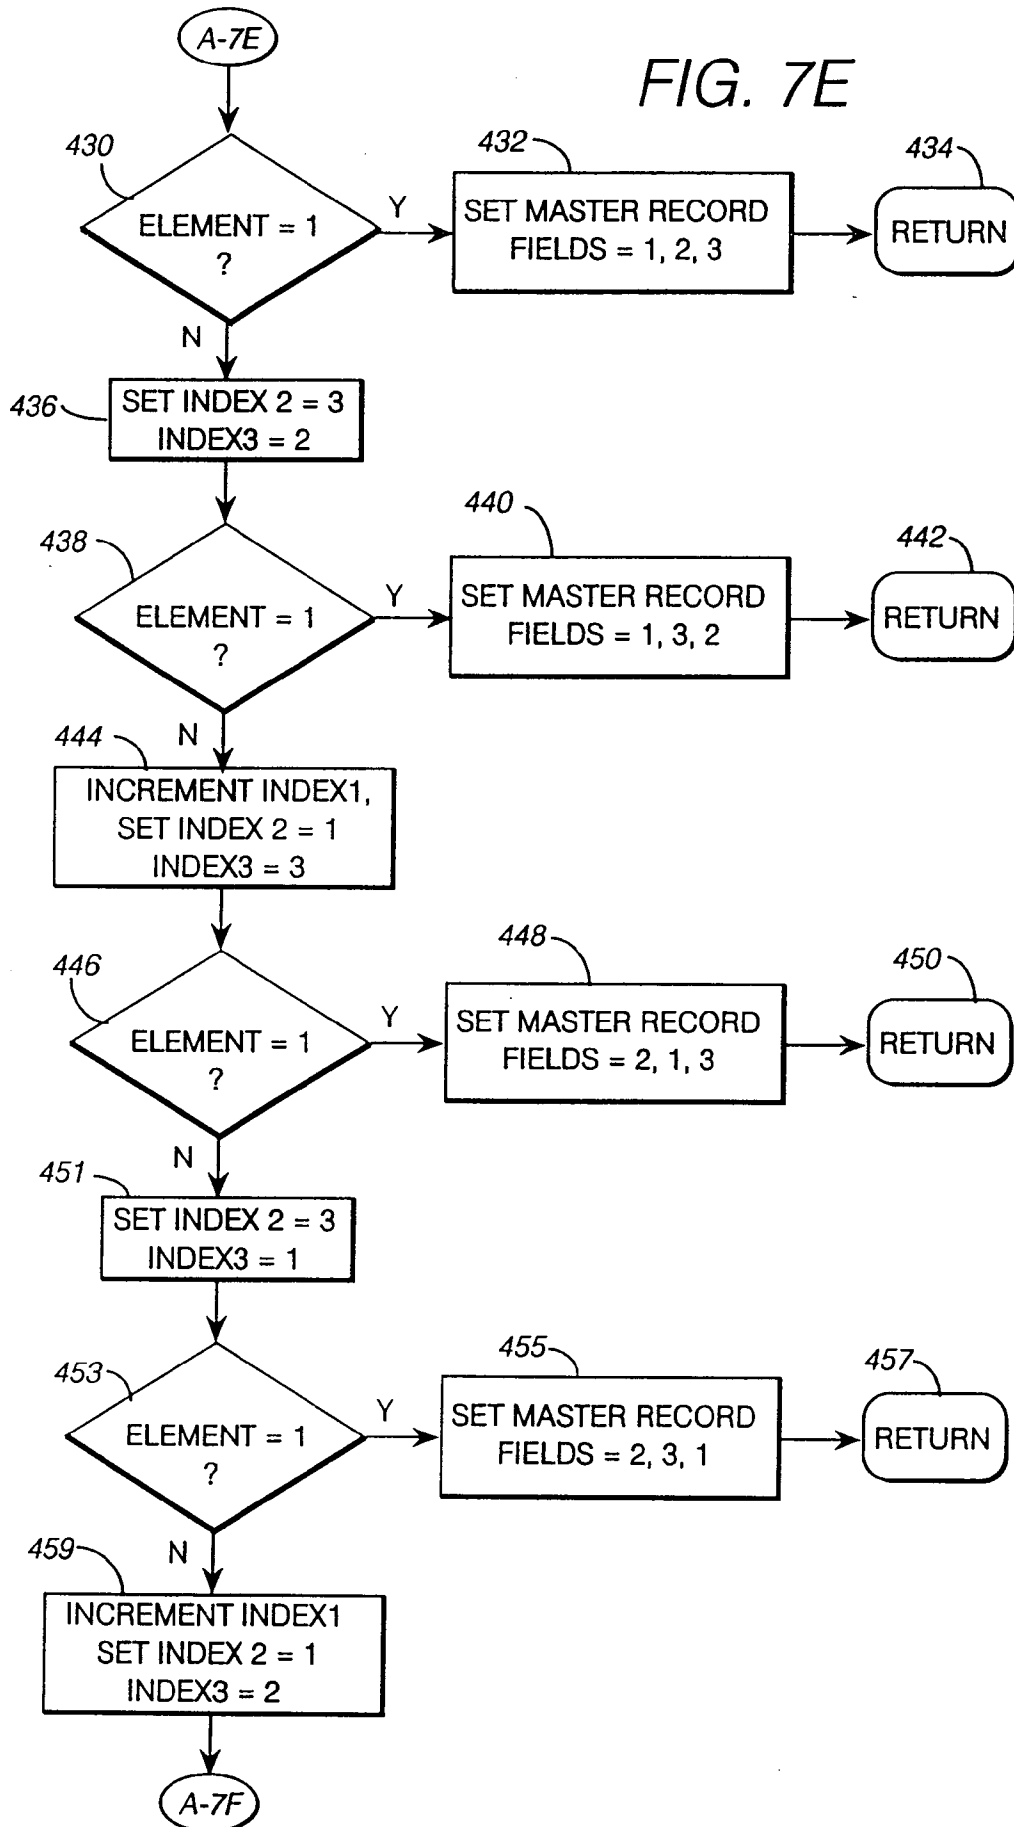 A-7E
FIG. 7E
430
ELEMENT = 1
?
Y
432
SET MASTER RECORD
FIELDS = 1, 2, 3
434
RETURN
N
436
SET INDEX 2 = 3
INDEX3 = 2
438
ELEMENT = 1
?
Y
440
SET MASTER RECORD
FIELDS = 1, 3, 2
442
RETURN
N
444
INCREMENT INDEX1,
SET INDEX 2 = 1
INDEX3 = 3
446
ELEMENT = 1
?
Y
448
SET MASTER RECORD
FIELDS = 2, 1, 3
450
RETURN
N
451
SET INDEX 2 = 3
INDEX3 = 1
453
ELEMENT = 1
?
Y
455
SET MASTER RECORD
FIELDS = 2, 3, 1
457
RETURN
N
459
INCREMENT INDEX1
SET INDEX 2 = 1
INDEX3 = 2
A-7F